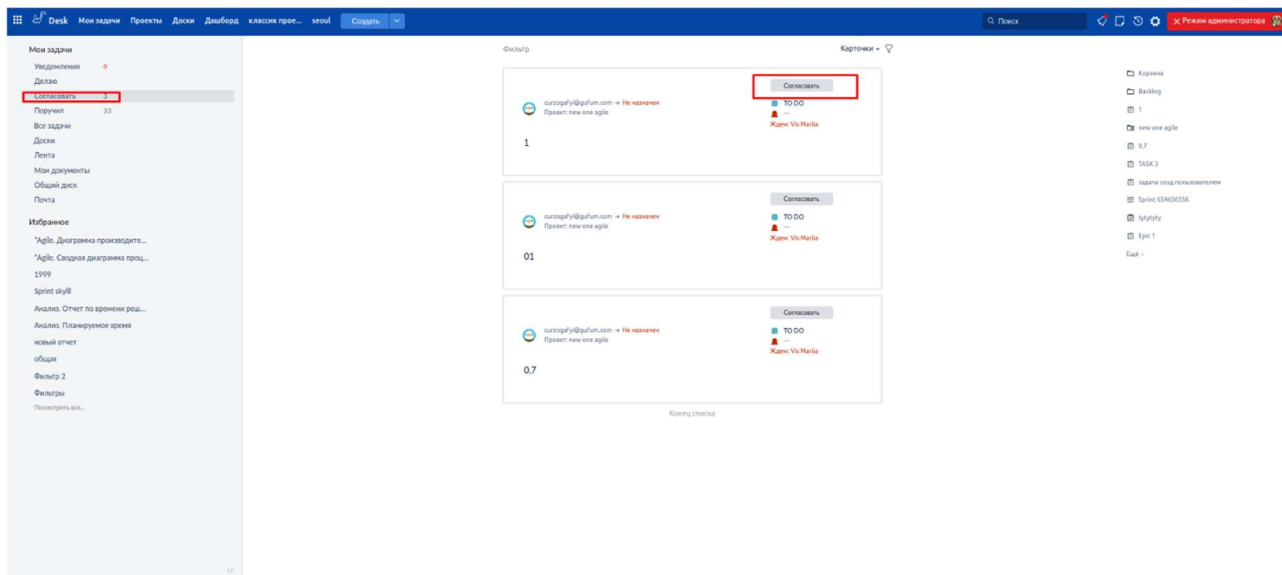 Desk Мои задачи Проекты Доски Дашборд классик прое... seoul Создать Поиск Режим администратора
Мои задачи
Уведомления 6
Делаю
Согласовать 3
Поручил 33
Все задачи
Доски
Лента
Мои документы
Общий диск
Почта
Избранное
"Agile. Диаграмма производите...
"Agile. Сводная диаграмма проц...
1999
Sprint skylll
Анализ. Отчет по времени реш...
Анализ. Планируемое время
новый отчет
общая
Фильтр 2
Фильтры
Посмотреть все...
Фильтр Карточки
Согласовать
curzogafyi@gufum.com → Не назначен TO DO
Проект: new one agile ---
Ждем: Vis Mariia
1
Согласовать
curzogafyi@gufum.com → Не назначен TO DO
Проект: new one agile ---
Ждем: Vis Mariia
01
Согласовать
curzogafyi@gufum.com → Не назначен TO DO
Проект: new one agile ---
Ждем: Vis Mariia
0,7
Конец списка
Корзина
Backlog
1
new one agile
0,7
TASK 3
задача созд.пользователем
Sprint 654656556
tytytyty
Epic 1
Ещё